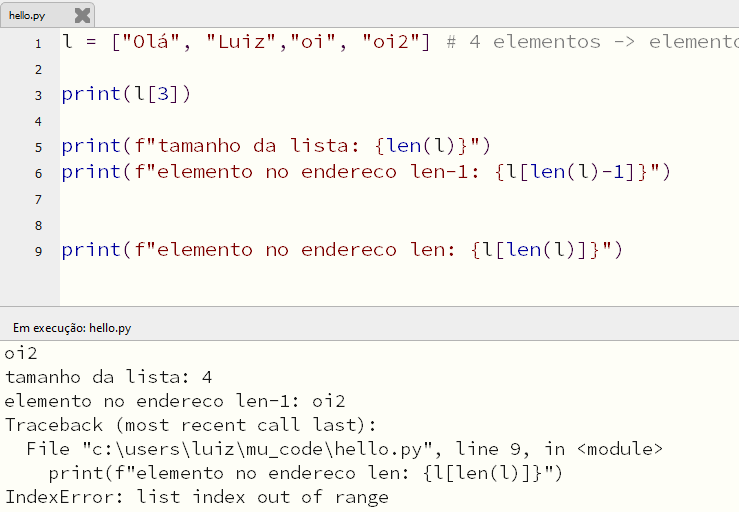 hello.py
1 l = ["Olá", "Luiz","oi", "oi2"] # 4 elementos ->
2
3 print(l[3])
4
5 print(f"tamanho da lista: {len(l)}")
6 print(f"elemento no endereco len-1: {l[len(l)-1]}")
7
8
9 print(f"elemento no endereco len: {l[len(l)]}")
Em execução: hello.py
oi2
tamanho da lista: 4
elemento no endereco len-1: oi2
Traceback (most recent call last):
  File "c:\users\luiz\mu_code\hello.py", line 9, in <module>
    print(f"elemento no endereco len: {l[len(l)]}")
IndexError: list index out of range